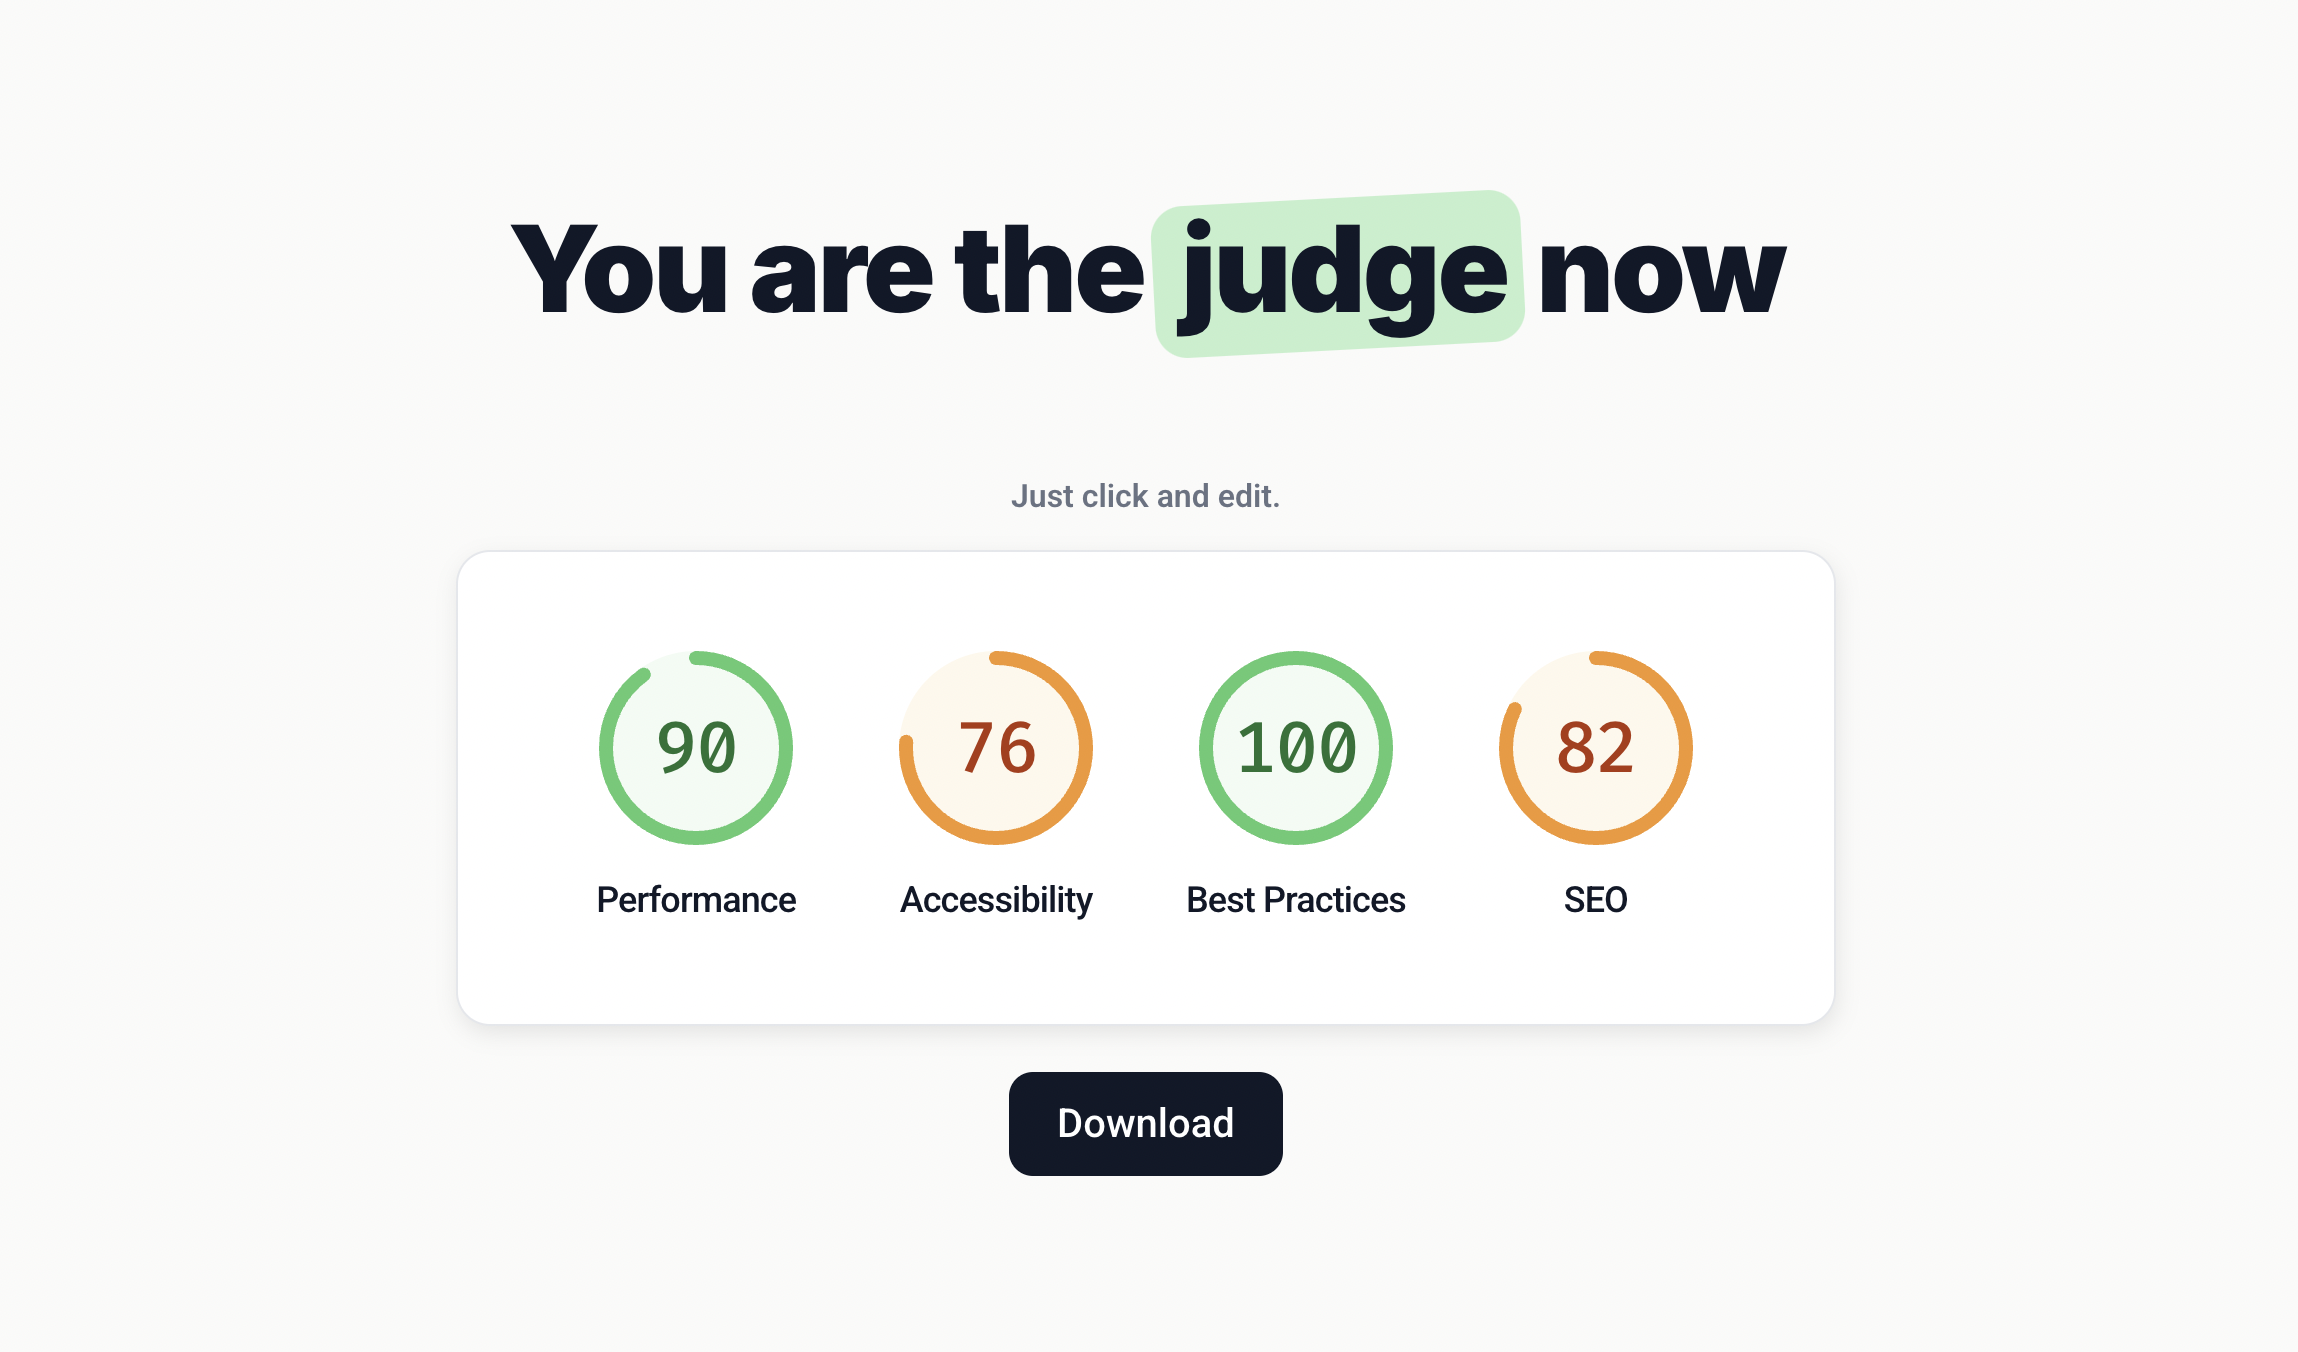 You are the judge now
Just click and edit.
90 76 100 82
Performance Accessibility Best Practices SEO
Download